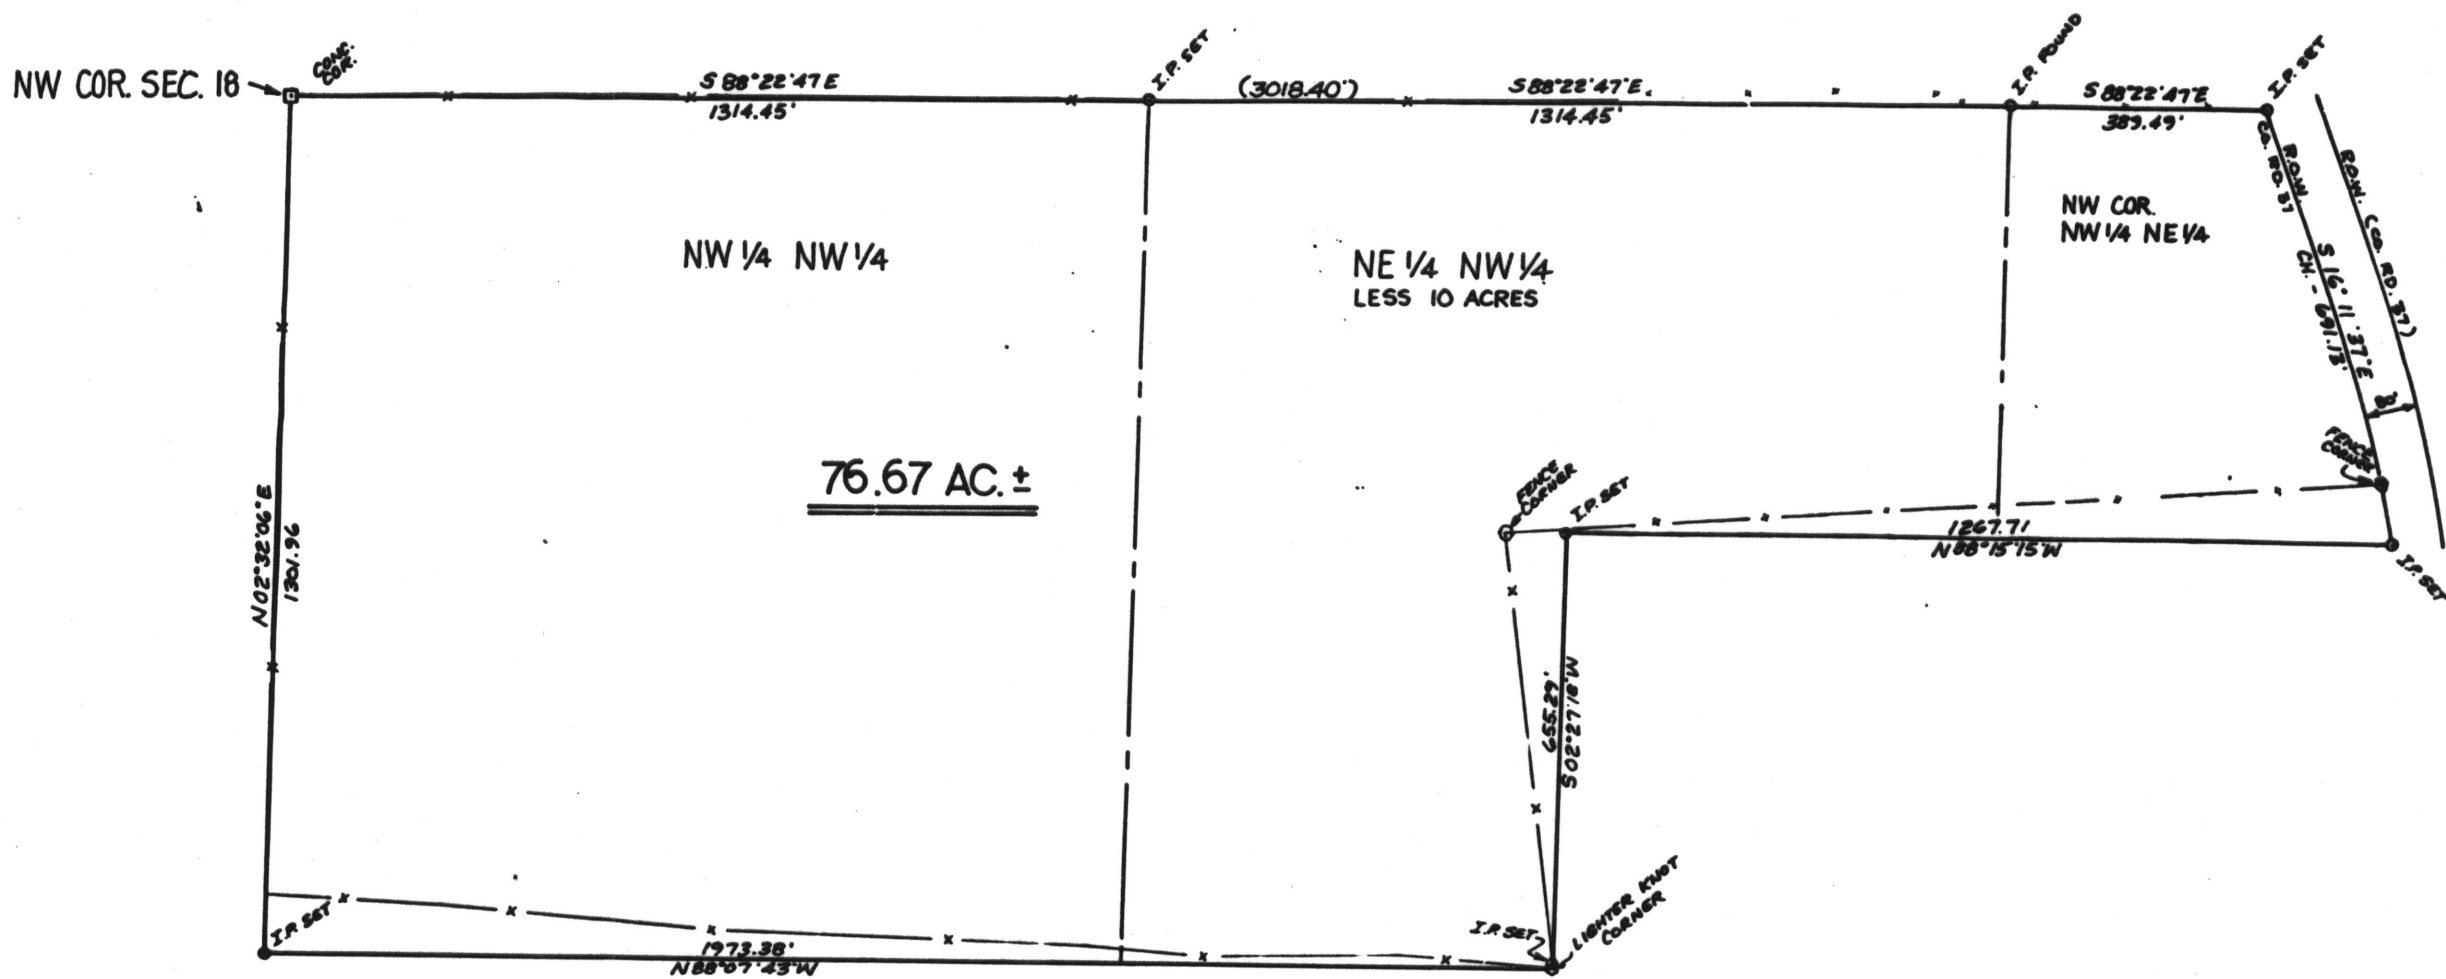 NW COR. SEC. 18
CONC.
COR.
S 88°22'47"E
1314.45'
I.P. SET
(3018.40')
S 88°22'47"E
1314.45'
I.P. FOUND
S 88°22'47"E
389.49'
I.P. SET
R.O.W.
CO. RD. 37
R.O.W. (CO. RD. 37)
S 16°11'37"E
CH. - 691.13'
80'
NW COR.
NW 1/4 NE 1/4
NW 1/4 NW 1/4
NE 1/4 NW 1/4
LESS 10 ACRES
76.67 AC. ±
N02°32'06"E
1301.96
FENCE
CORNER
I.P. SET
FENCE
CORNER
1267.71
N88°15'15"W
I.P. SET
655.29'
S02°27'18"W
I.P. SET
1973.38'
N88°07'43"W
I.P. SET
LIGHTER KNOT
CORNER